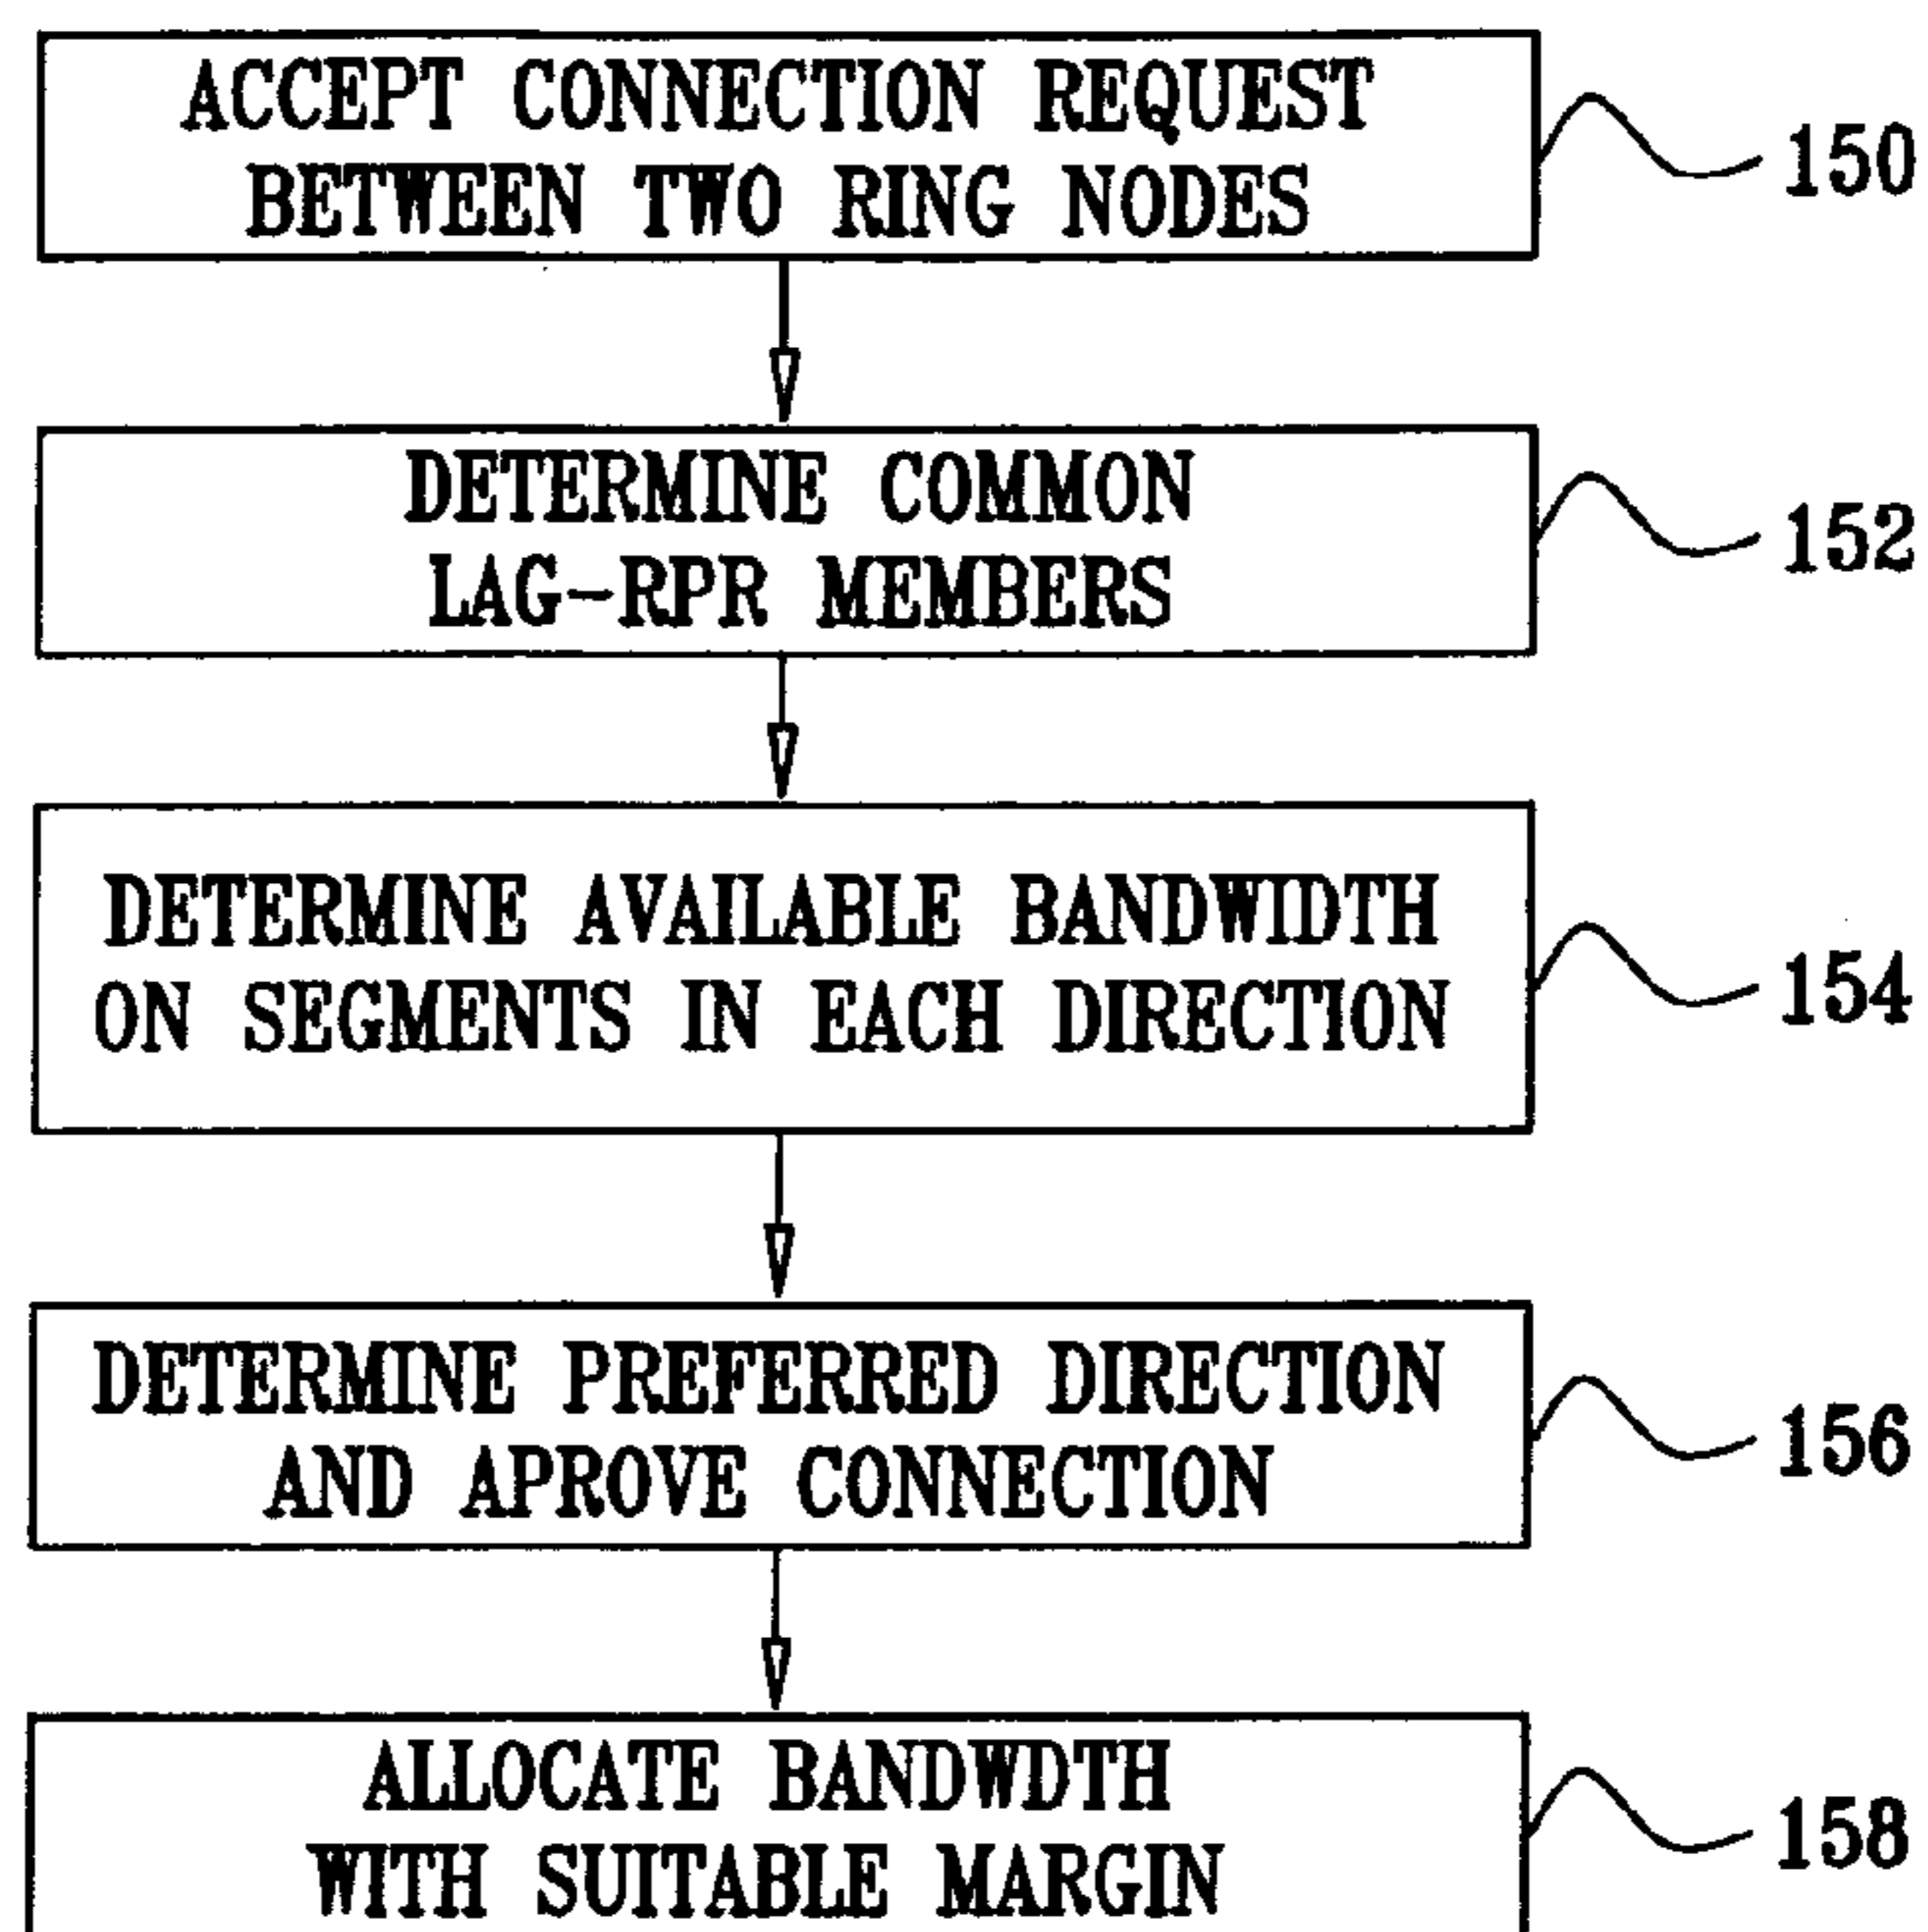 ACCEPT CONNECTION REQUEST
BETWEEN TWO RING NODES
150
DETERMINE COMMON
LAG-RPR MEMBERS
152
DETERMINE AVAILABLE BANDWIDTH
ON SEGMENTS IN EACH DIRECTION
154
DETERMINE PREFERRED DIRECTION
AND APROVE CONNECTION
156
ALLOCATE BANDWDTH
WITH SUITABLE MARGIN
158